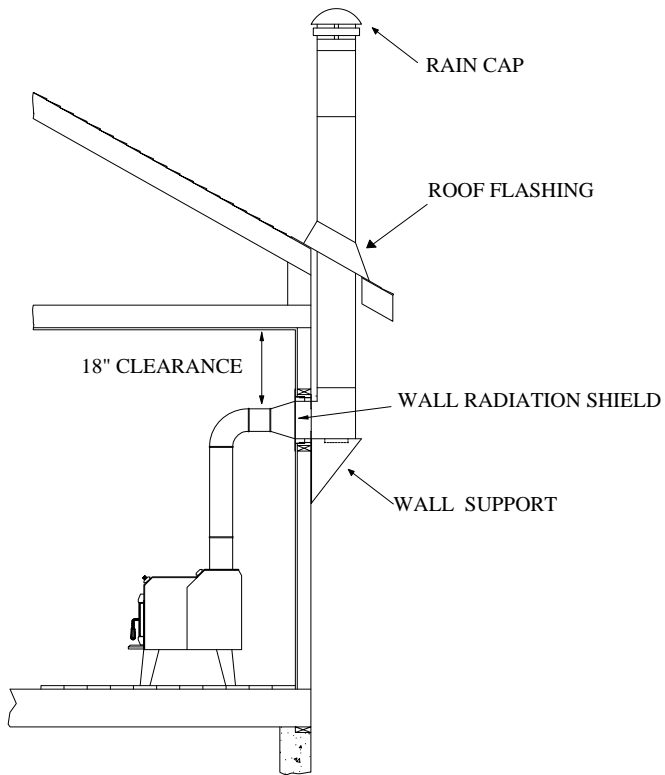 RAIN CAP
ROOF FLASHING
18" CLEARANCE
WALL RADIATION SHIELD
WALL SUPPORT